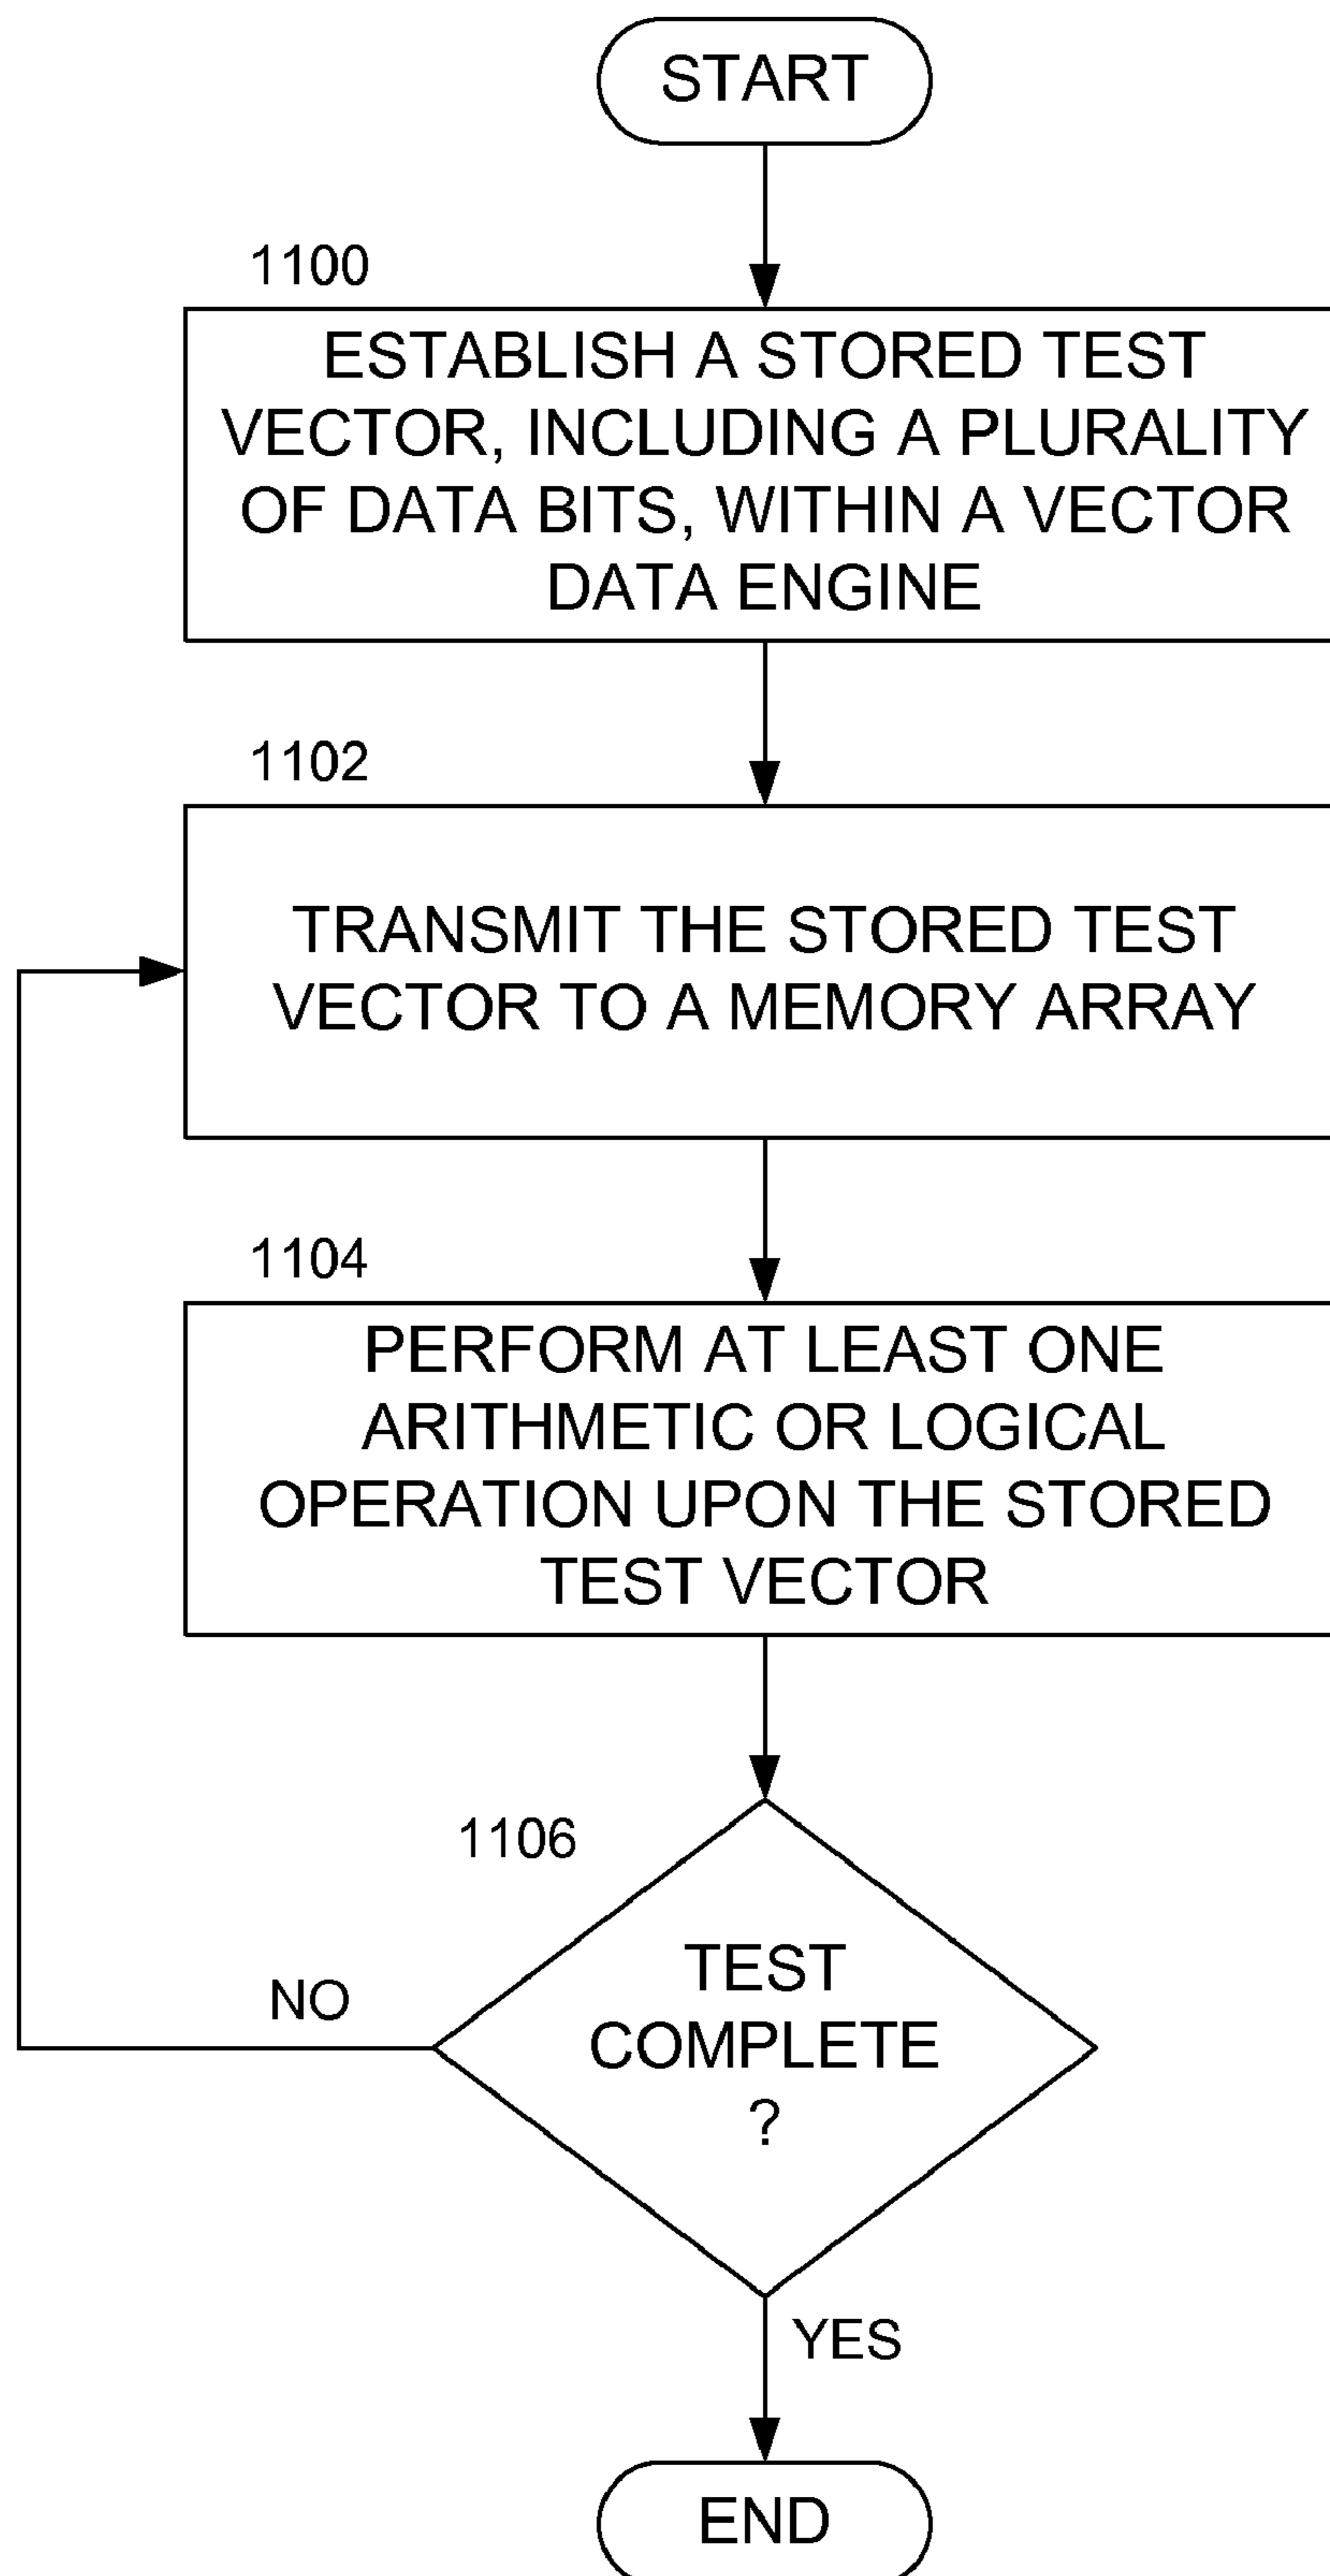 START
1100
ESTABLISH A STORED TEST
VECTOR, INCLUDING A PLURALITY
OF DATA BITS, WITHIN A VECTOR
DATA ENGINE
1102
TRANSMIT THE STORED TEST
VECTOR TO A MEMORY ARRAY
1104
PERFORM AT LEAST ONE
ARITHMETIC OR LOGICAL
OPERATION UPON THE STORED
TEST VECTOR
1106
TEST
COMPLETE
?
NO
YES
END